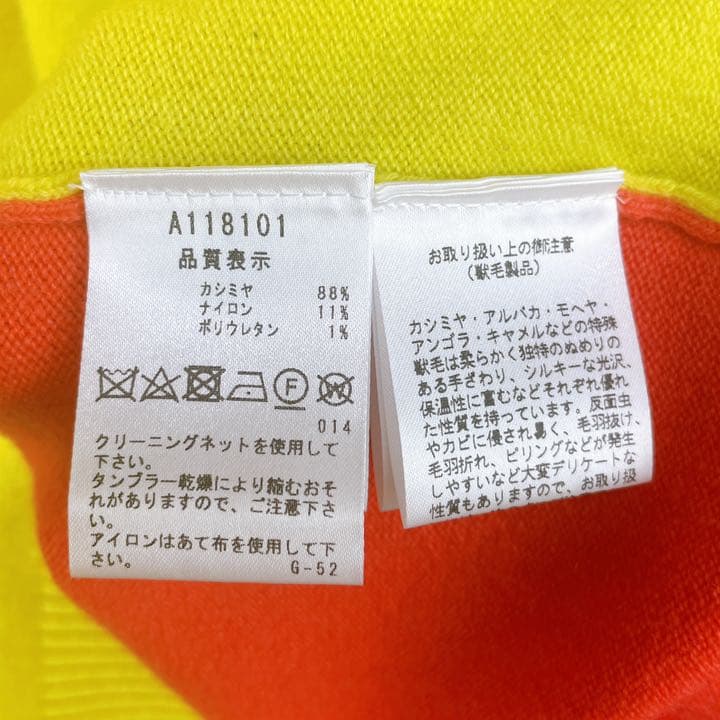 A118101
品質表示
カシミヤ 88%
ナイロン 11%
ポリウレタン 1%
F W
014
クリーニングネットを使用して
下さい。
タンブラー乾燥により縮むおそ
れがありますので、ご注意下さ
い。
アイロンはあて布を使用して下
さい。
G-52
お取り扱い上の御注意
(獣毛製品)
カシミヤ・アルパカ・モヘヤ・
アンゴラ・キャメルなどの特殊
獣毛は柔らかく独特のぬめりの
ある手ざわり、シルキーな光沢、
保温性に富むなどそれぞれ優れ
た性質を持っています。反面虫
やカビに侵され易く、毛羽抜け、
毛羽折れ、ピリングなどが発生
しやすいなど大変デリケートな
性質もありますので、お取り扱